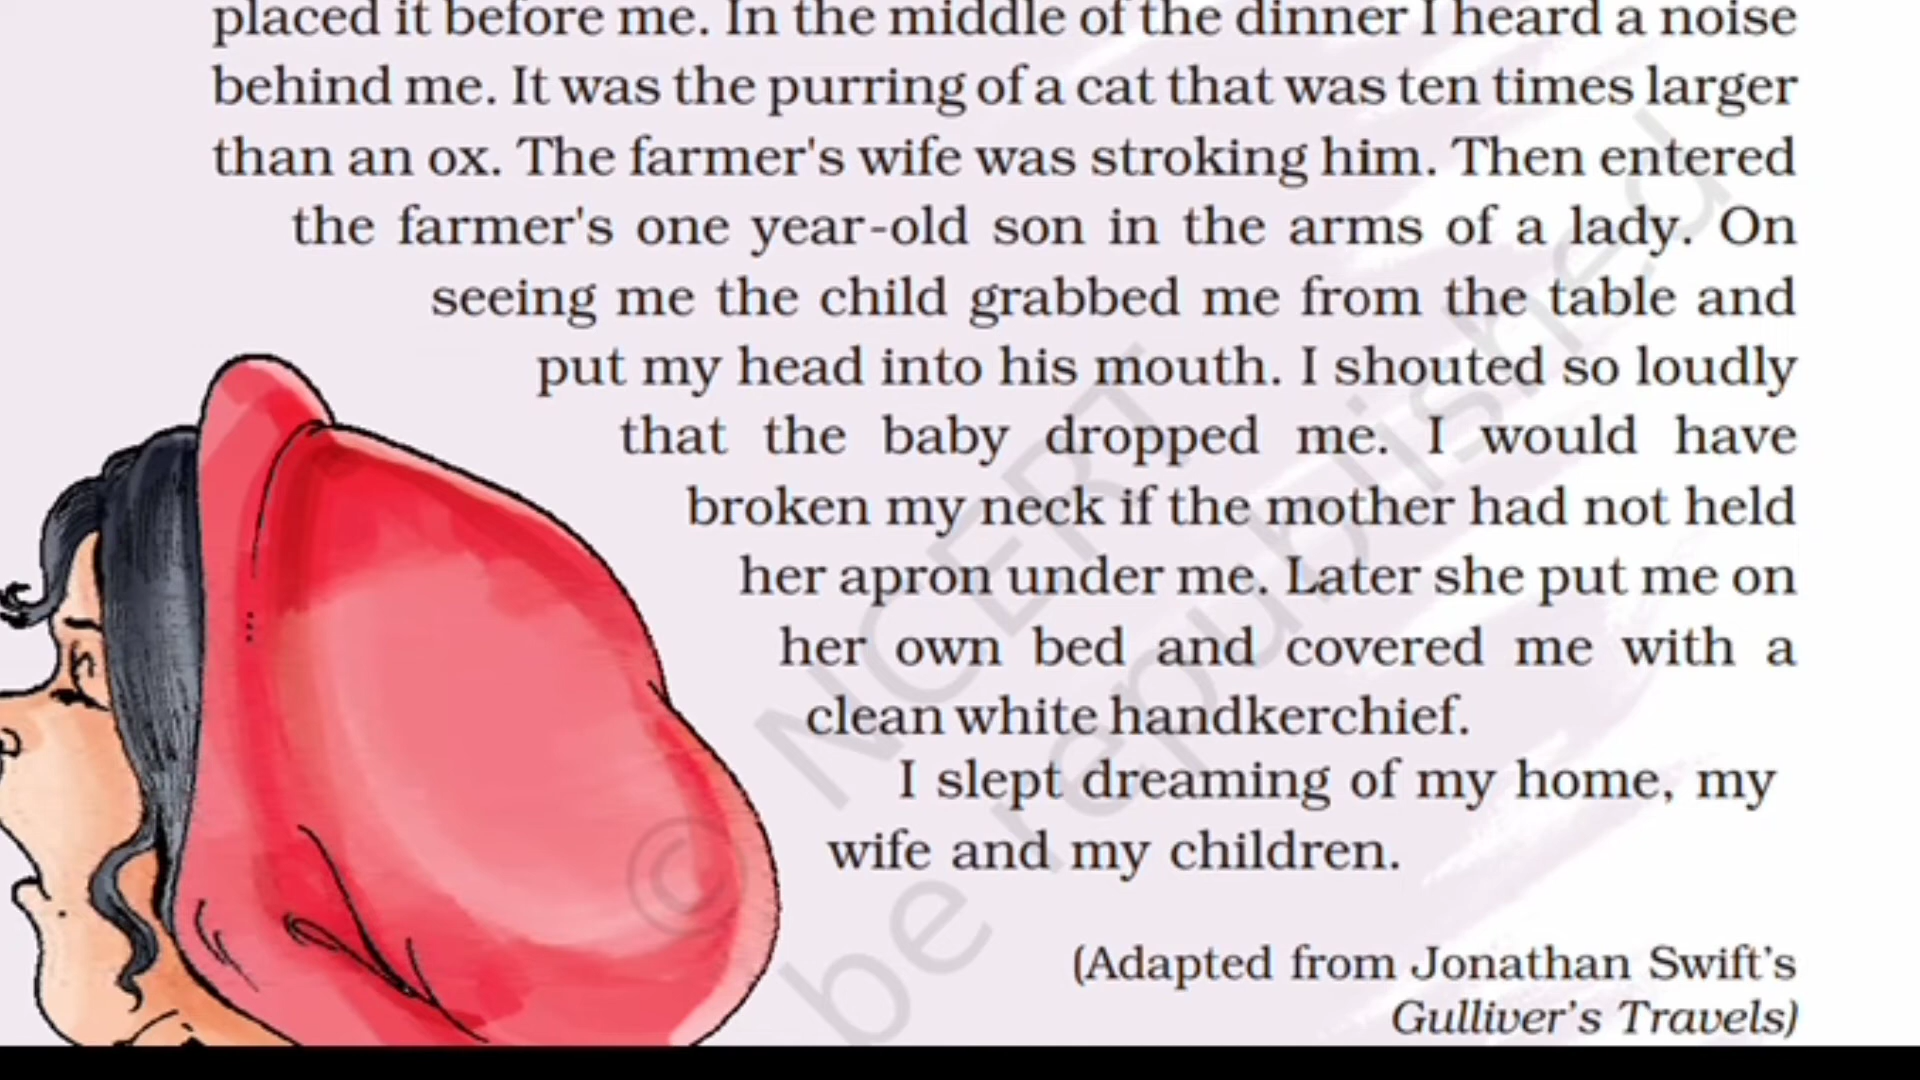 placed it before me. In the middle of the dinner I heard a noise
behind me. It was the purring of a cat that was ten times larger
than an ox. The farmer's wife was stroking him. Then entered
the farmer's one year-old son in the arms of a lady. On
seeing me the child grabbed me from the table and
put my head into his mouth. I shouted so loudly
that the baby dropped me. I would have
broken my neck if the mother had not held
her apron under me. Later she put me on
her own bed and covered me with a
clean white handkerchief.
I slept dreaming of my home, my
wife and my children.
(Adapted from Jonathan Swift’s
Gulliver’s Travels)
© NCERT
be republished